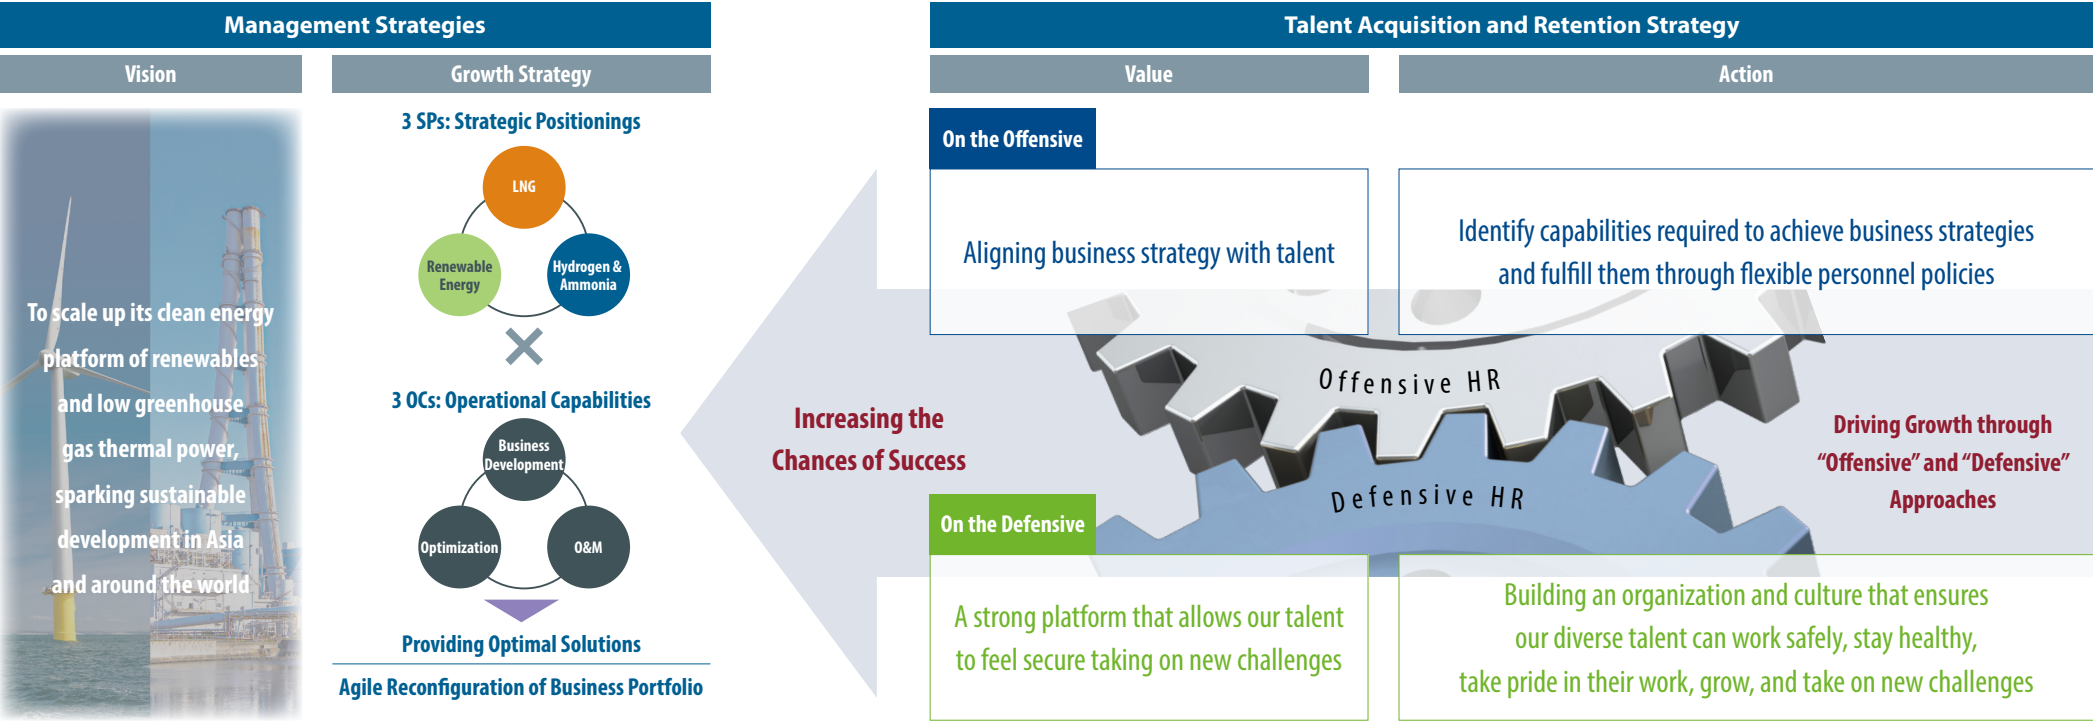 Management Strategies
Vision
To scale up its clean energy
platform of renewables
and low greenhouse
gas thermal power,
sparking sustainable
development in Asia
and around the world
Growth Strategy
3 SPs: Strategic Positionings
LNG
Renewable
Energy
Hydrogen &
Ammonia
3 OCs: Operational Capabilities
Business
Development
Optimization
O&M
Providing Optimal Solutions
Agile Reconfiguration of Business Portfolio
Increasing the
Chances of Success
Talent Acquisition and Retention Strategy
Value
Action
On the Offensive
Aligning business strategy with talent
Identify capabilities required to achieve business strategies
and fulfill them through flexible personnel policies
Offensive HR
Defensive HR
Driving Growth through
“Offensive” and “Defensive”
Approaches
On the Defensive
A strong platform that allows our talent
to feel secure taking on new challenges
Building an organization and culture that ensures
our diverse talent can work safely, stay healthy,
take pride in their work, grow, and take on new challenges